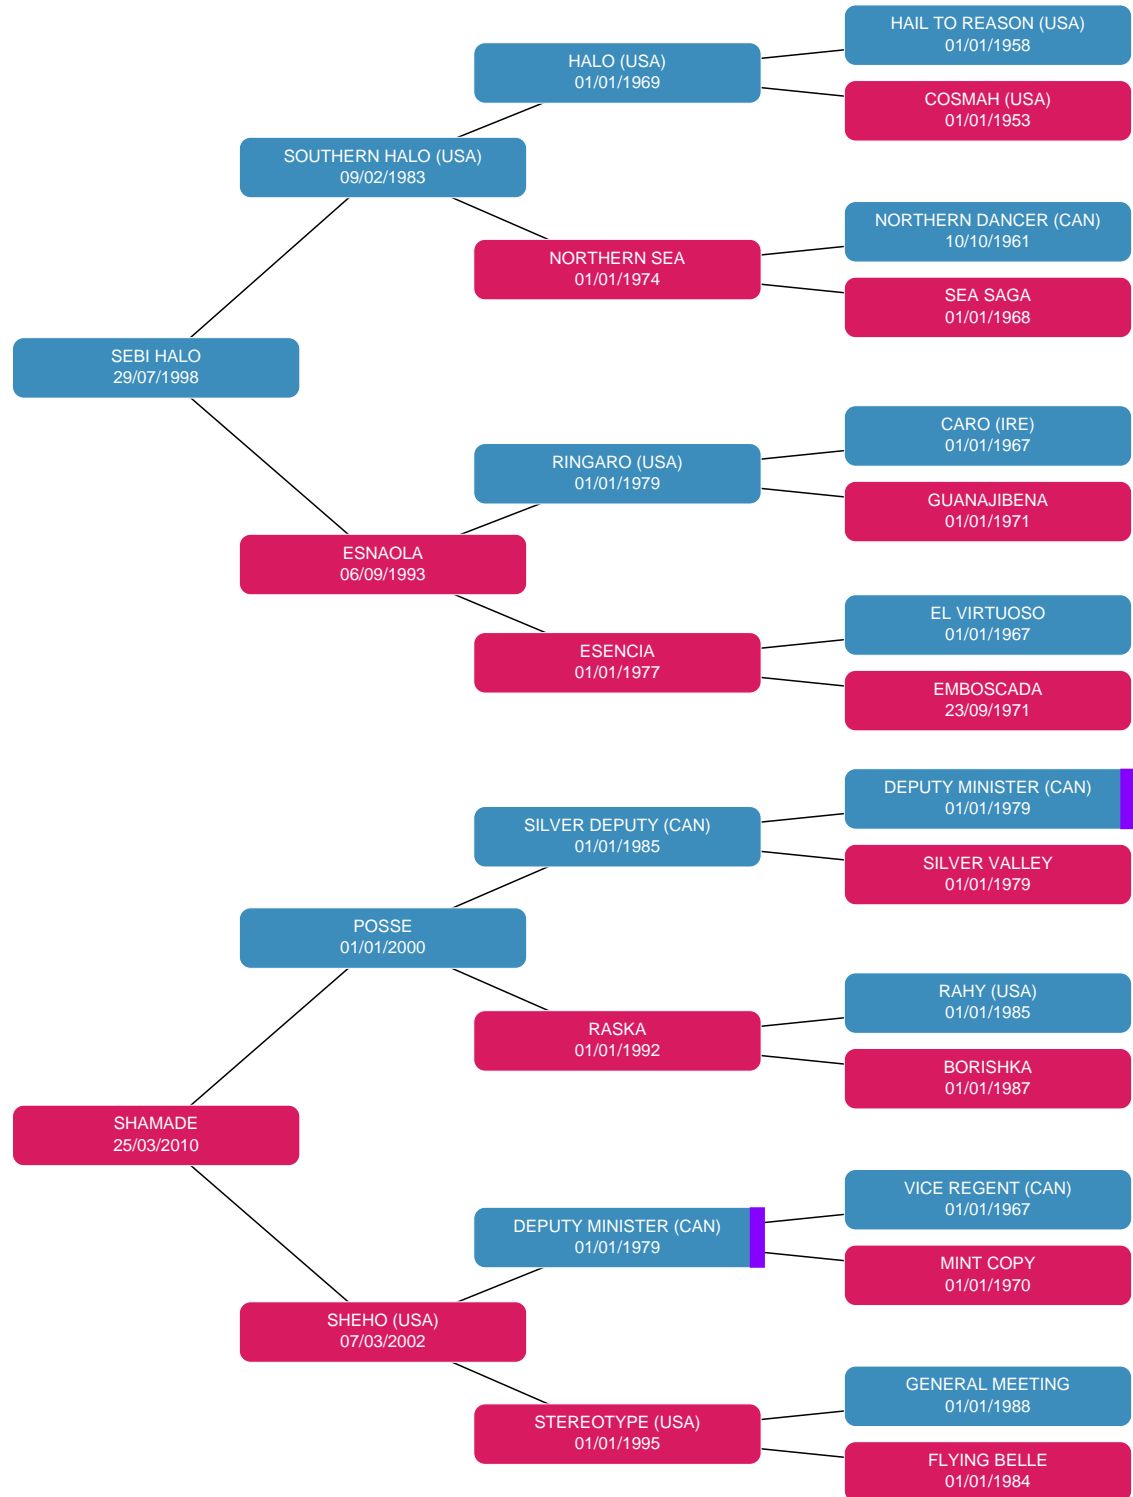 HAIL TO REASON (USA)
01/01/1958
HALO (USA)
01/01/1969
COSMAH (USA)
01/01/1953
SOUTHERN HALO (USA)
09/02/1983
NORTHERN DANCER (CAN)
10/10/1961
NORTHERN SEA
01/01/1974
SEA SAGA
01/01/1968
SEBI HALO
29/07/1998
CARO (IRE)
01/01/1967
RINGARO (USA)
01/01/1979
GUANAJIBENA
01/01/1971
ESNAOLA
06/09/1993
EL VIRTUOSO
01/01/1967
ESENCIA
01/01/1977
EMBOSCADA
23/09/1971
DEPUTY MINISTER (CAN)
01/01/1979
SILVER DEPUTY (CAN)
01/01/1985
SILVER VALLEY
01/01/1979
POSSE
01/01/2000
RAHY (USA)
01/01/1985
RASKA
01/01/1992
BORISHKA
01/01/1987
SHAMADE
25/03/2010
VICE REGENT (CAN)
01/01/1967
DEPUTY MINISTER (CAN)
01/01/1979
MINT COPY
01/01/1970
SHEHO (USA)
07/03/2002
GENERAL MEETING
01/01/1988
STEREOTYPE (USA)
01/01/1995
FLYING BELLE
01/01/1984